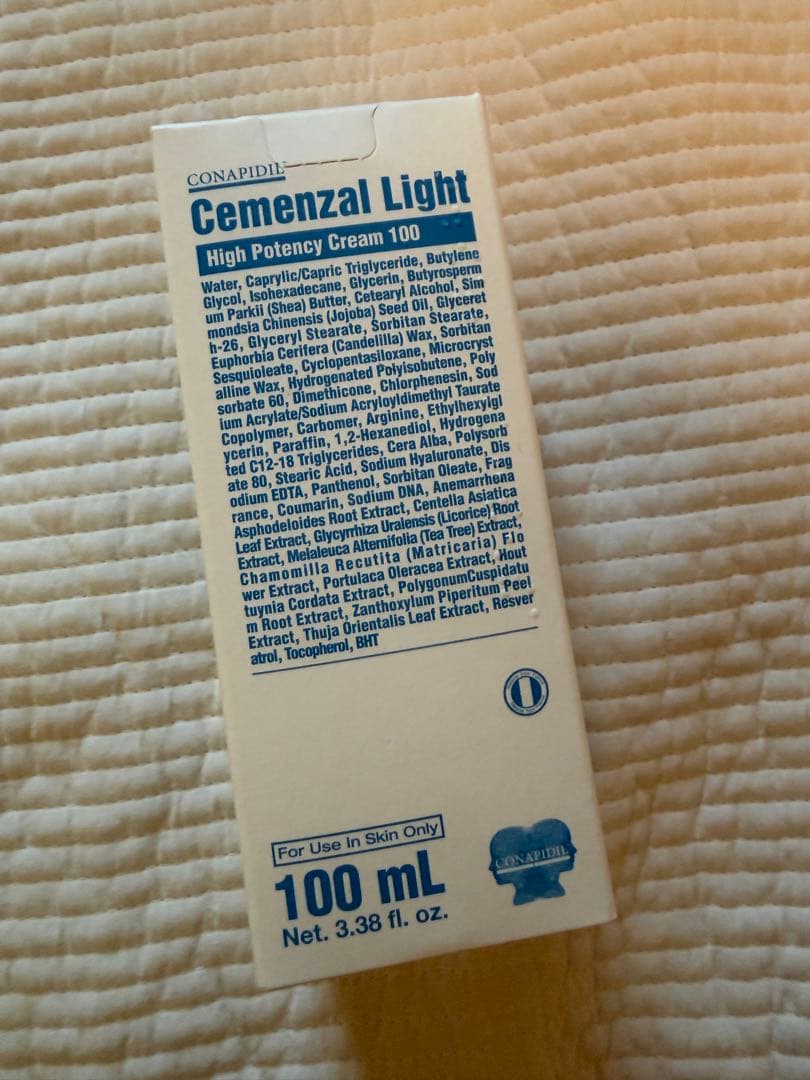 CONAPIDIL
Cemenzal Light
High Potency Cream 100
Water, Caprylic/Capric Triglyceride, Butylene
Glycol, Isohexadecane, Glycerin, Butyrosperm
um Parkii (Shea) Butter, Cetearyl Alcohol, Sim
mondsia Chinensis (Jojoba) Seed Oil, Glyceret
h-26, Glyceryl Stearate, Sorbitan Stearate,
Euphorbia Cerifera (Candelilla) Wax, Sorbitan
Sesquioleate, Cyclopentasiloxane, Microcryst
alline Wax, Hydrogenated Polyisobutene, Poly
sorbate 60, Dimethicone, Chlorphenesin, Sod
ium Acrylate/Sodium Acryloyldimethyl Taurate
Copolymer, Carbomer, Arginine, Ethylhexylgl
ycerin, Paraffin, 1,2-Hexanediol, Hydrogena
ted C12-18 Triglycerides, Cera Alba, Polysorb
ate 80, Stearic Acid, Sodium Hyaluronate, Dis
odium EDTA, Panthenol, Sorbitan Oleate, Frag
rance, Coumarin, Sodium DNA, Anemarrhena
Asphodeloides Root Extract, Centella Asiatica
Leaf Extract, Glycyrrhiza Uralensis (Licorice) Root
Extract, Melaleuca Alternifolia (Tea Tree) Extract,
Chamomilla Recutita (Matricaria) Flo
wer Extract, Portulaca Oleracea Extract, Hout
tuynia Cordata Extract, PolygonumCuspidatu
m Root Extract, Zanthoxylum Piperitum Peel
Extract, Thuja Orientalis Leaf Extract, Resver
atrol, Tocopherol, BHT
For Use In Skin Only
100 mL
Net. 3.38 fl. oz.
CONAPIDIL